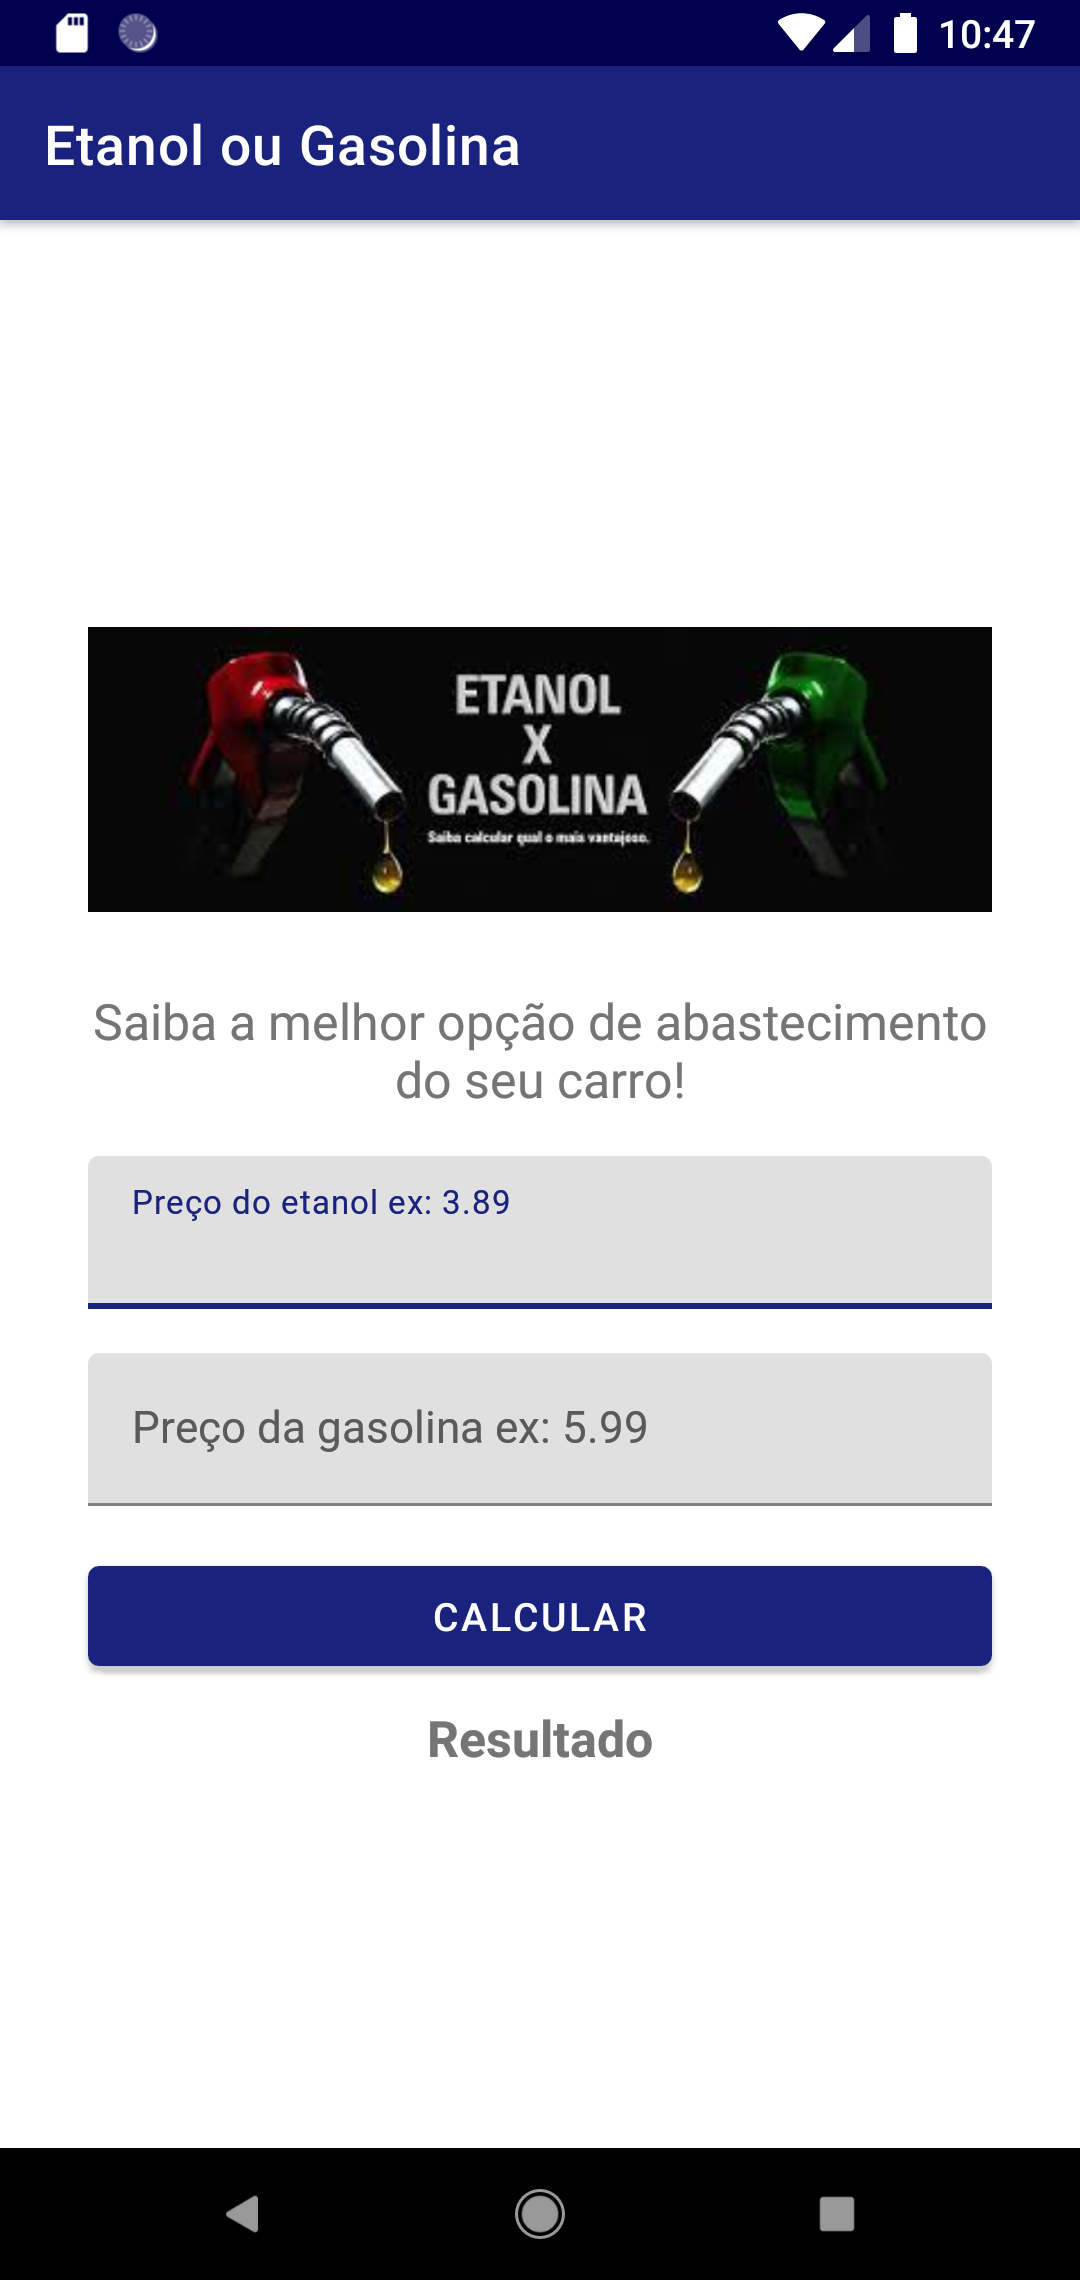 10:47
Etanol ou Gasolina
ETANOL
X
GASOLINA
Saiba calcular qual o mais vantajoso.
Saiba a melhor opção de abastecimento
do seu carro!
Preço do etanol ex: 3.89
Preço da gasolina ex: 5.99
CALCULAR
Resultado